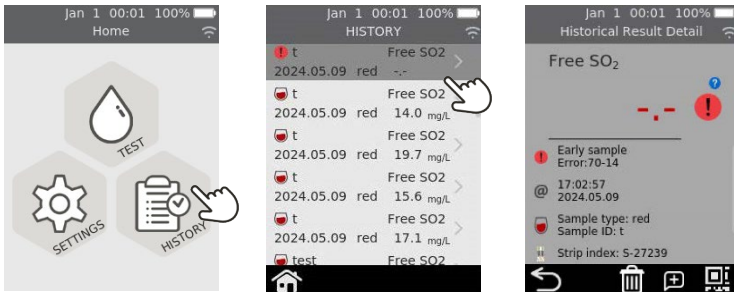 Jan 1 00:01 100%
Home
TEST
SETTINGS
HISTORY
Jan 1 00:01 100%
HISTORY
! t Free SO2
2024.05.09 red -.-
t Free SO2
2024.05.09 red 14.0 mg/L
t Free SO2
2024.05.09 red 19.7 mg/L
t Free SO2
2024.05.09 red 15.6 mg/L
t Free SO2
2024.05.09 red 17.1 mg/L
test Free SO2
Jan 1 00:01 100%
Historical Result Detail
Free SO₂
?
-.- !
! Early sample
Error:70-14
@ 17:02:57
2024.05.09
Sample type: red
Sample ID: t
Strip index: S-27239